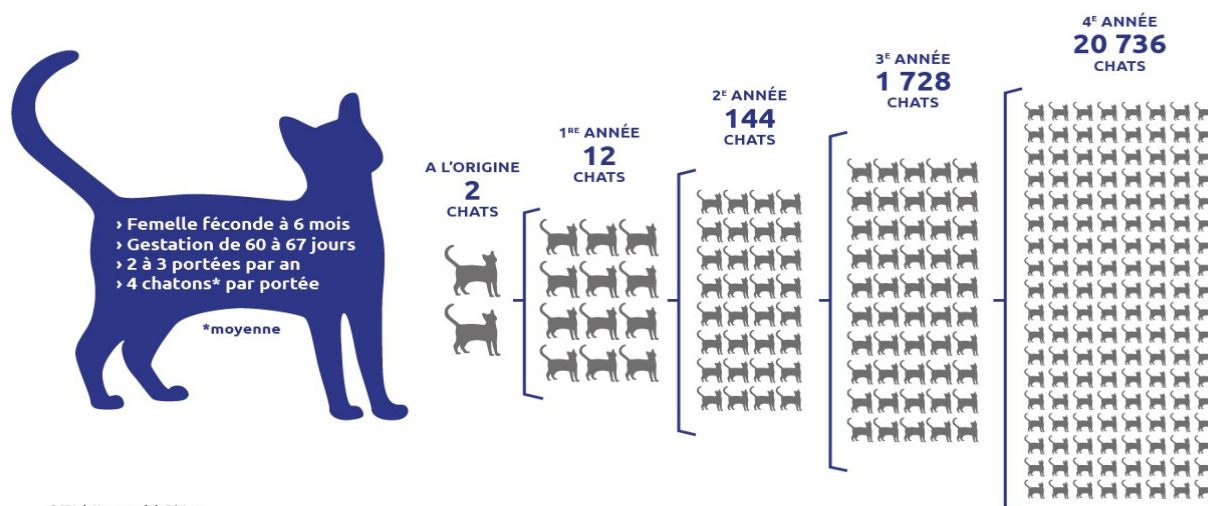 › Femelle féconde à 6 mois
› Gestation de 60 à 67 jours
› 2 à 3 portées par an
› 4 chatons* par portée
*moyenne
A L'ORIGINE
2
CHATS
1RE ANNÉE
12
CHATS
2E ANNÉE
144
CHATS
3E ANNÉE
1 728
CHATS
4E ANNÉE
20 736
CHATS